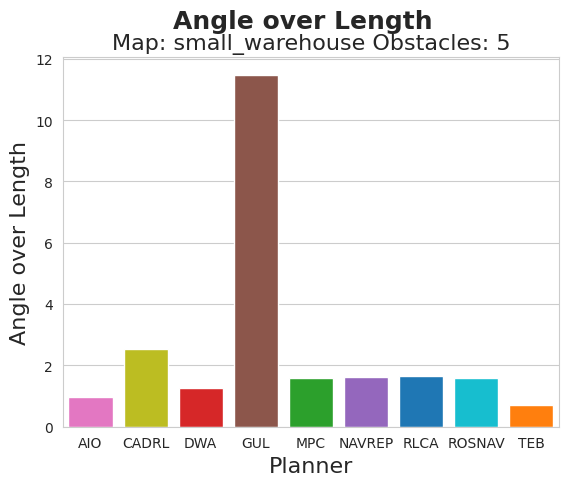 Angle over Length
Map: small_warehouse Obstacles: 5
12
10
8
6
4
2
0
Angle over Length
AIO CADRL DWA GUL MPC NAVREP RLCA ROSNAV TEB
Planner